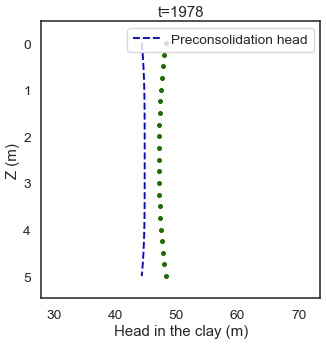 t=1978
Preconsolidation head
0
1
2
3
4
5
Z (m)
30 40 50 60 70
Head in the clay (m)